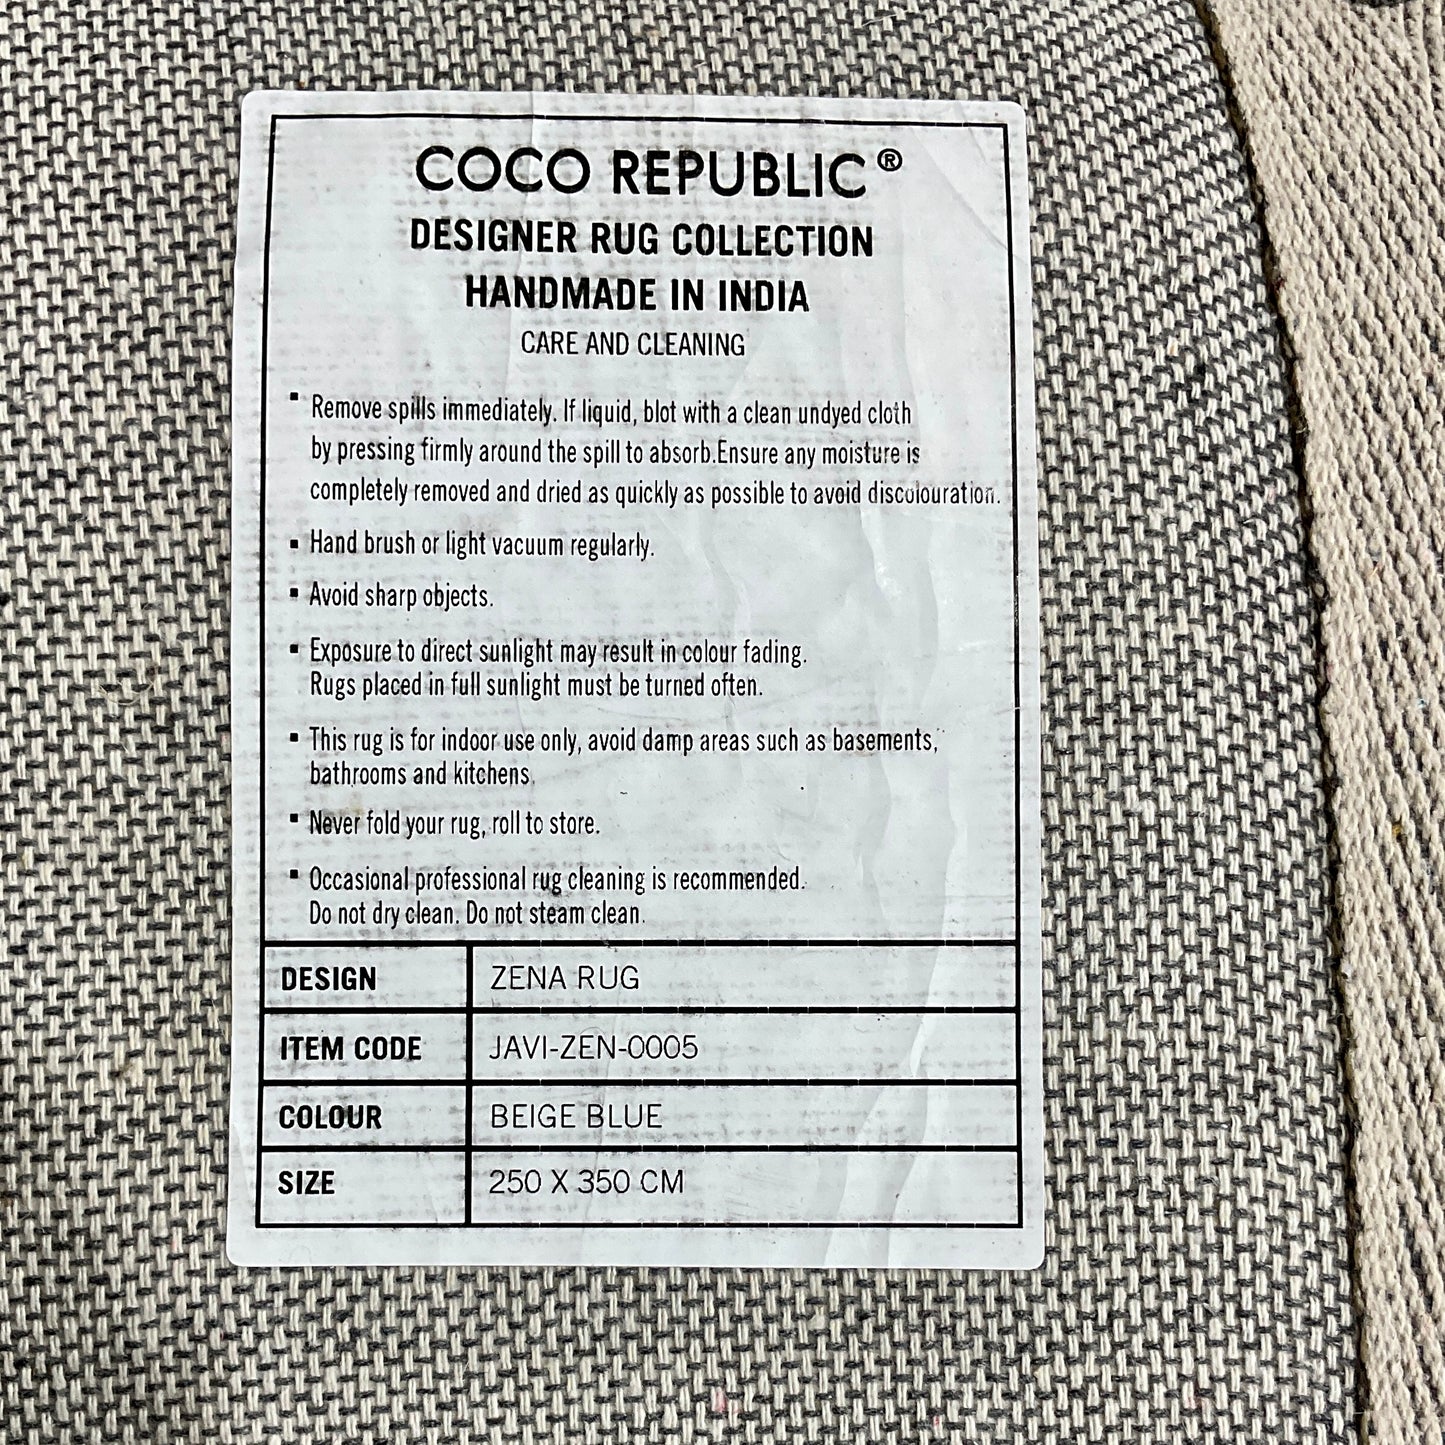 COCO REPUBLIC®
DESIGNER RUG COLLECTION
HANDMADE IN INDIA
CARE AND CLEANING
▪ Remove spills immediately. If liquid, blot with a clean undyed cloth
by pressing firmly around the spill to absorb.Ensure any moisture is
completely removed and dried as quickly as possible to avoid discolouration.
▪ Hand brush or light vacuum regularly.
▪ Avoid sharp objects.
▪ Exposure to direct sunlight may result in colour fading.
Rugs placed in full sunlight must be turned often.
▪ This rug is for indoor use only, avoid damp areas such as basements,
bathrooms and kitchens.
▪ Never fold your rug, roll to store.
▪ Occasional professional rug cleaning is recommended.
Do not dry clean. Do not steam clean.
DESIGN ZENA RUG
ITEM CODE JAVI-ZEN-0005
COLOUR BEIGE BLUE
SIZE 250 X 350 CM